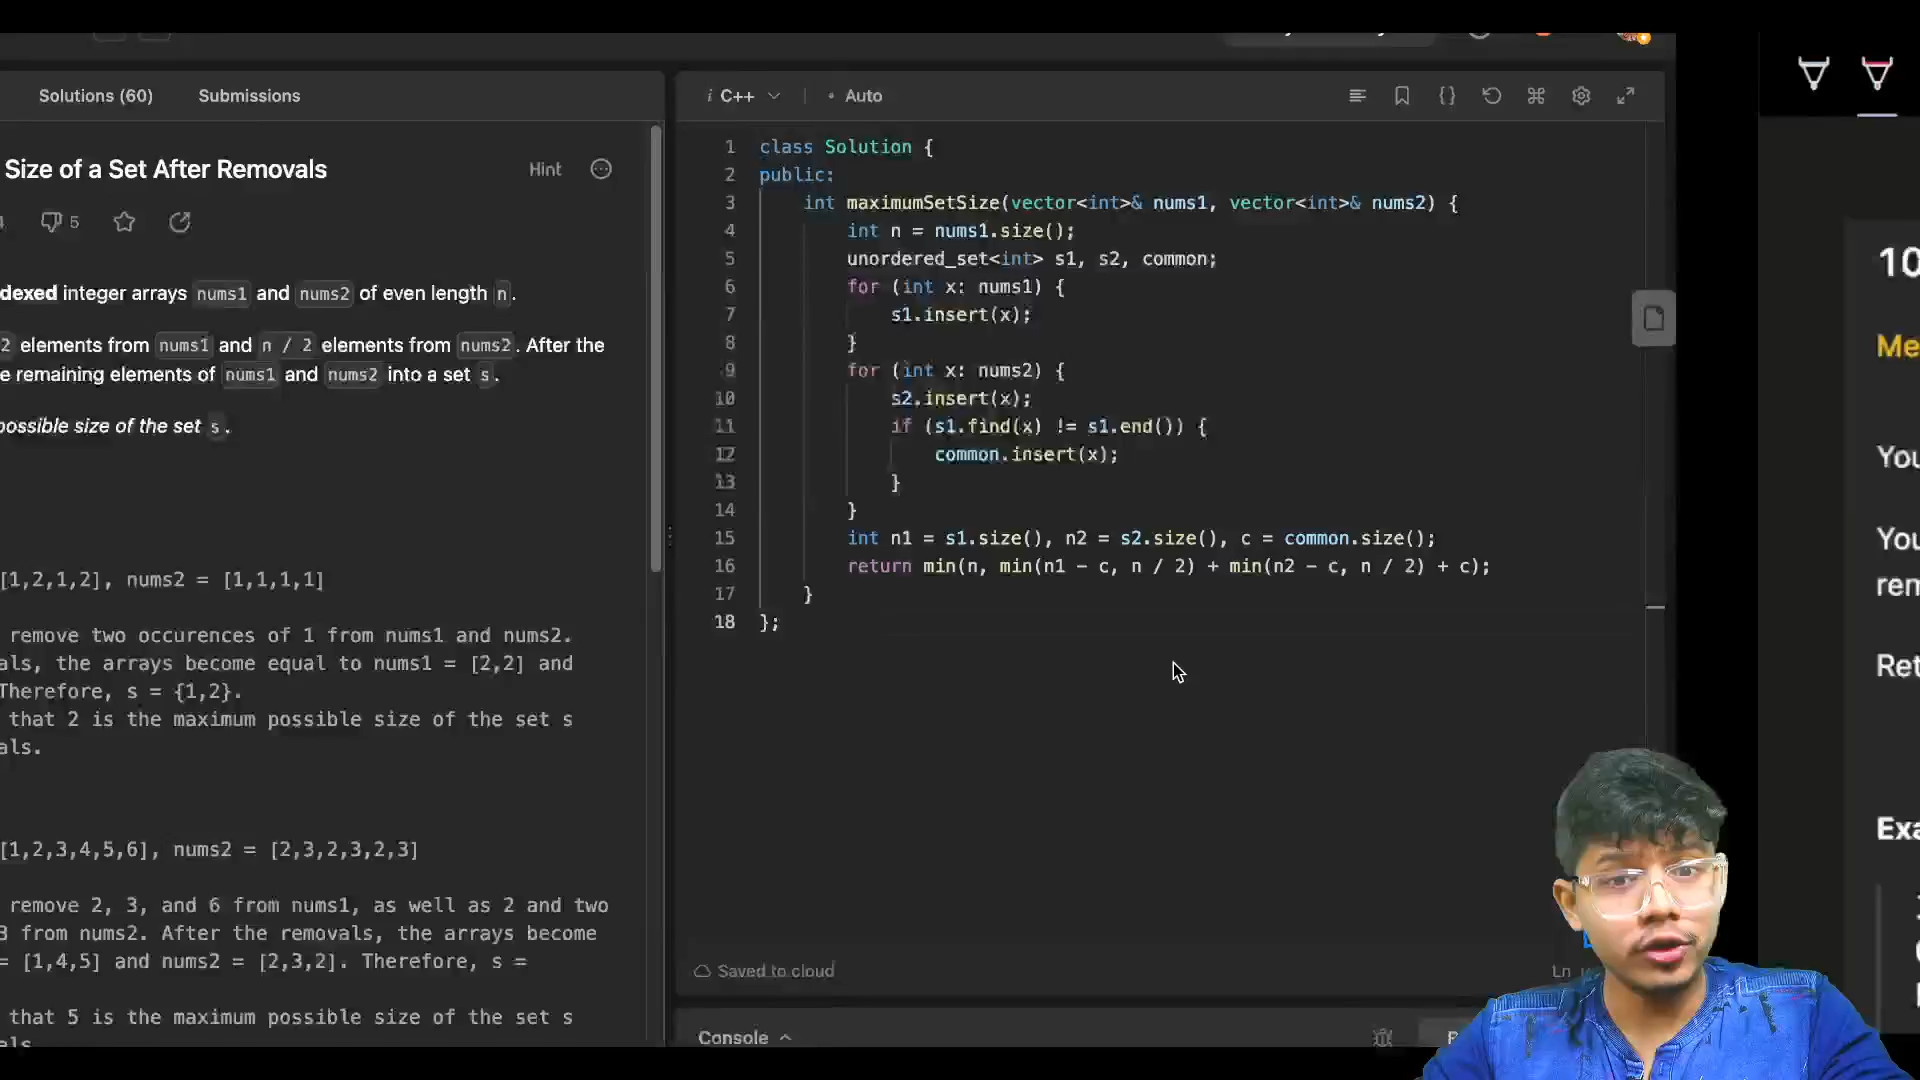 Solutions (60)
Submissions
Size of a Set After Removals
Hint
5
dexed integer arrays nums1 and nums2 of even length n.
2 elements from nums1 and n / 2 elements from nums2. After the
e remaining elements of nums1 and nums2 into a set s.
possible size of the set s.
[1,2,1,2], nums2 = [1,1,1,1]
remove two occurences of 1 from nums1 and nums2.
als, the arrays become equal to nums1 = [2,2] and
Therefore, s = {1,2}.
that 2 is the maximum possible size of the set s
als.
[1,2,3,4,5,6], nums2 = [2,3,2,3,2,3]
remove 2, 3, and 6 from nums1, as well as 2 and two
3 from nums2. After the removals, the arrays become
= [1,4,5] and nums2 = [2,3,2]. Therefore, s =
that 5 is the maximum possible size of the set s
als.
i C++
• Auto
1 class Solution {
2 public:
3 int maximumSetSize(vector<int>& nums1, vector<int>& nums2) {
4 int n = nums1.size();
5 unordered_set<int> s1, s2, common;
6 for (int x: nums1) {
7 s1.insert(x);
8 }
9 for (int x: nums2) {
10 s2.insert(x);
11 if (s1.find(x) != s1.end()) {
12 common.insert(x);
13 }
14 }
15 int n1 = s1.size(), n2 = s2.size(), c = common.size();
16 return min(n, min(n1 - c, n / 2) + min(n2 - c, n / 2) + c);
17 }
18 };
Saved to cloud
Ln
Console
10
Me
You
You
rem
Ret
Exa